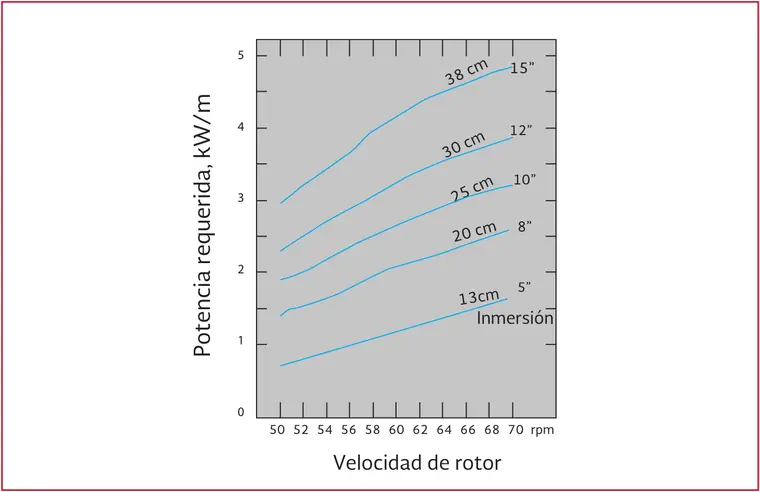 Potencia requerida, kW/m
5
4
3
2
1
0
38 cm
15”
30 cm
12”
25 cm
10”
20 cm
8”
13cm
5”
Inmersión
50 52 54 56 58 60 62 64 66 68 70 rpm
Velocidad de rotor